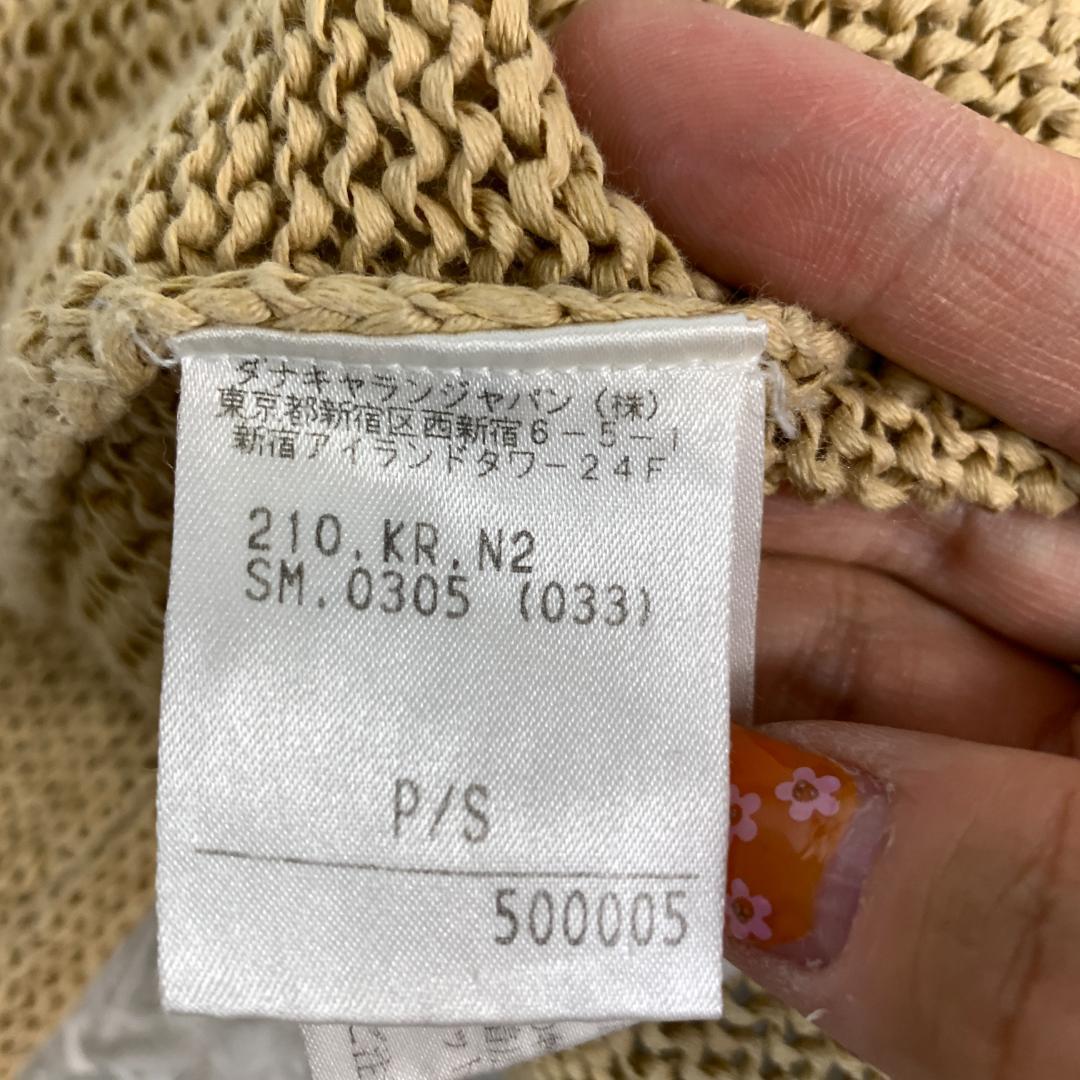 ダナキャランジャパン（株）
東京都新宿区西新宿６－５－１
新宿アイランドタワー２４Ｆ
210.KR.N2
SM.0305 (033)
P/S
500005